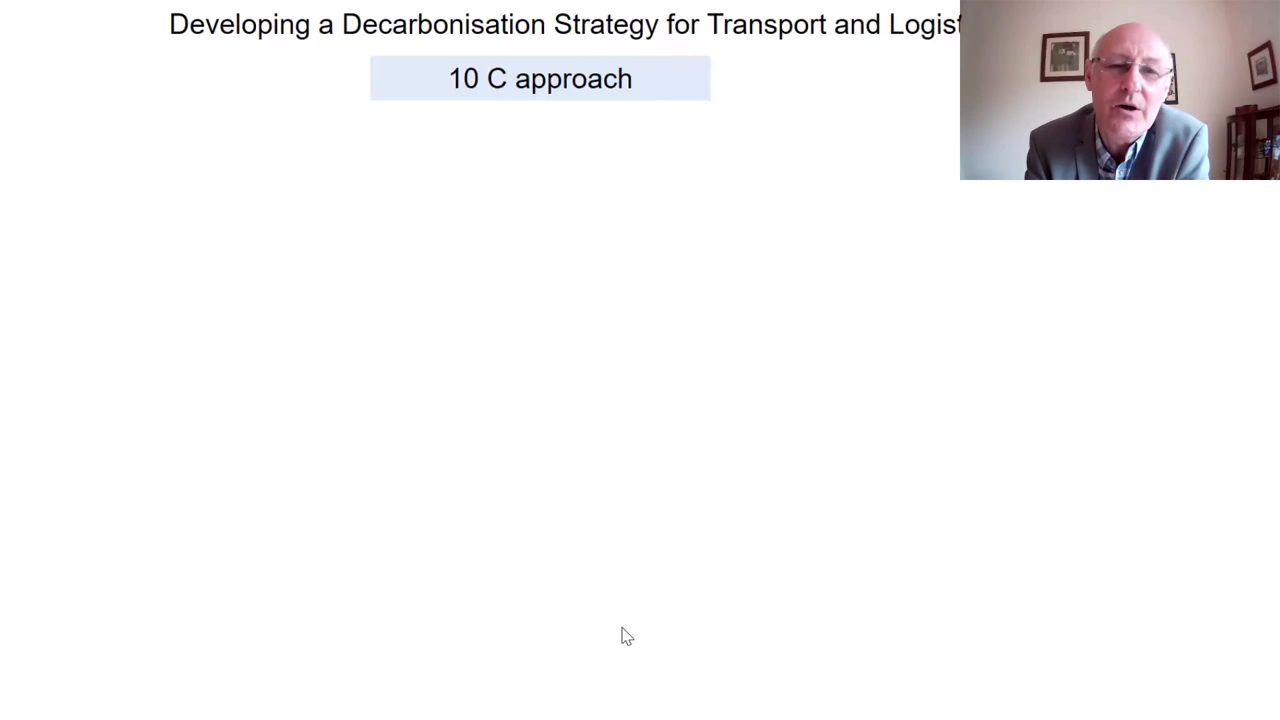 Developing a Decarbonisation Strategy for Transport and Logist
10 C approach